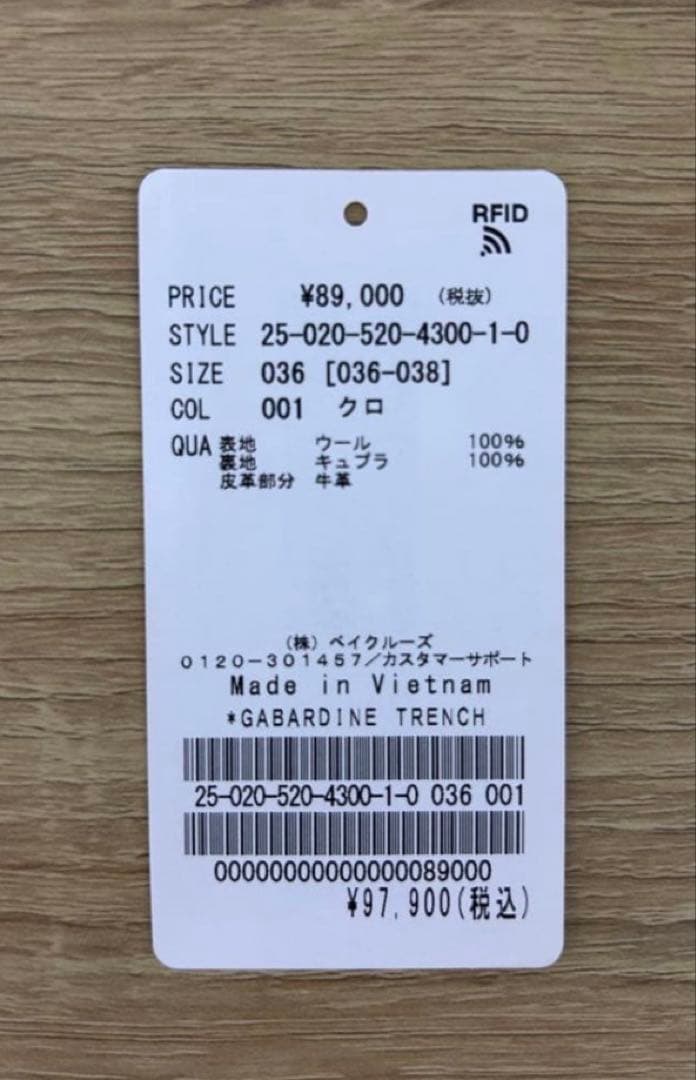 RFID
PRICE ¥89,000 (税抜)
STYLE 25-020-520-4300-1-0
SIZE 036 [036-038]
COL 001 クロ
QUA 表地 ウール 100%
裏地 キュプラ 100%
皮革部分 牛革
(株) ベイクルーズ
0120-301457/カスタマーサポート
Made in Vietnam
*GABARDINE TRENCH
25-020-520-4300-1-0 036 001
00000000000000089000
¥97,900(税込)